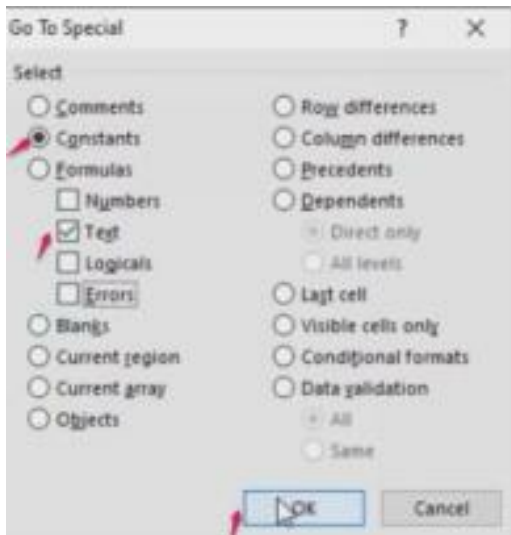 Go To Special ? ×
Select
Comments
Constants
Formulas
Numbers
Text
Logicals
Errors
Blanks
Current region
Current array
Objects
Row differences
Column differences
Precedents
Dependents
Direct only
All levels
Last cell
Visible cells only
Conditional formats
Data validation
All
Same
OK
Cancel